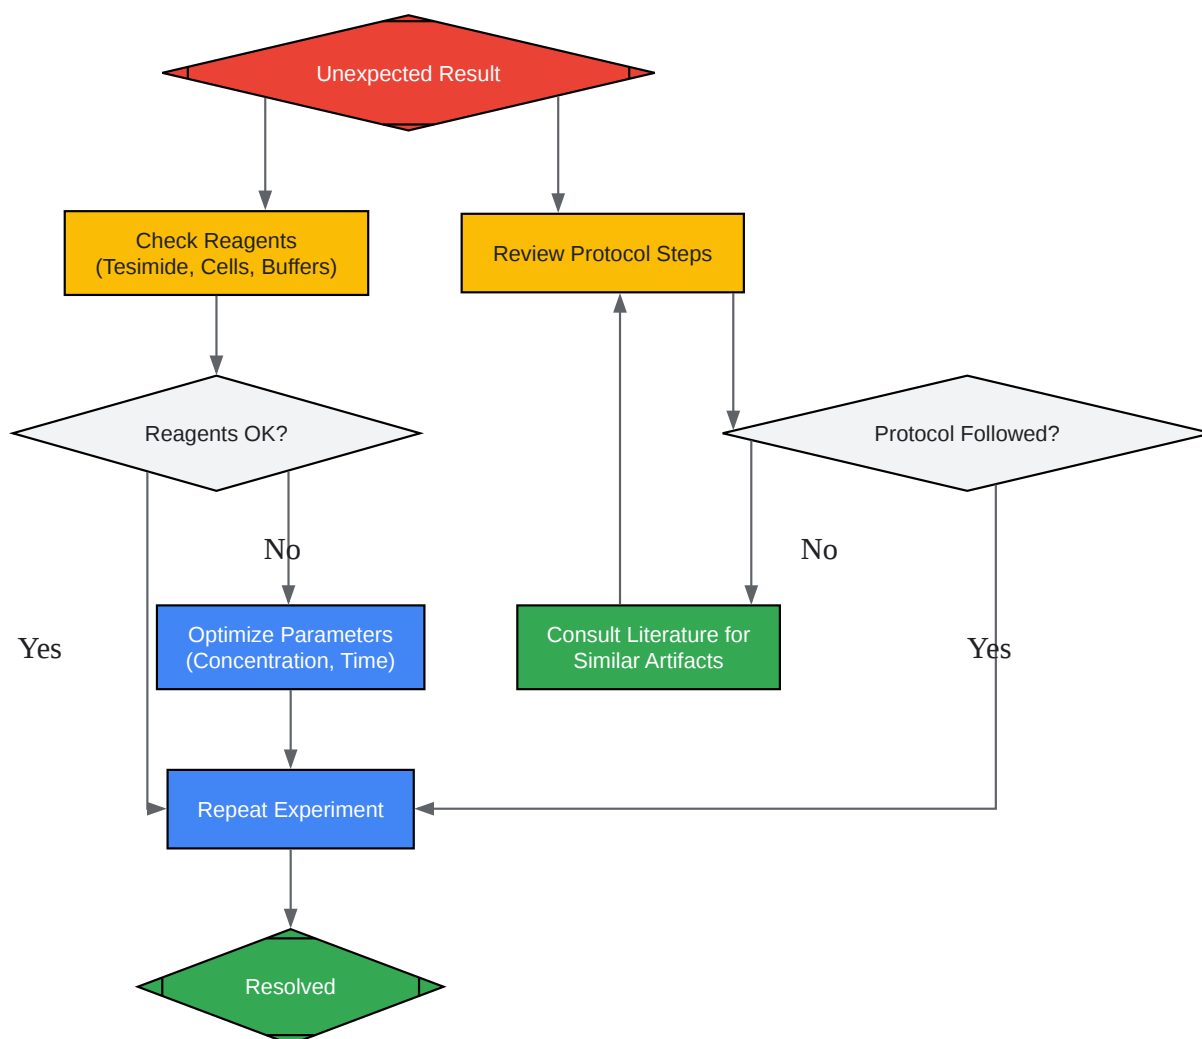 Unexpected Result
Check Reagents
(Tesimide, Cells, Buffers)
Review Protocol Steps
Reagents OK?
Protocol Followed?
No
No
Yes
Yes
Optimize Parameters
(Concentration, Time)
Consult Literature for
Similar Artifacts
Repeat Experiment
Resolved